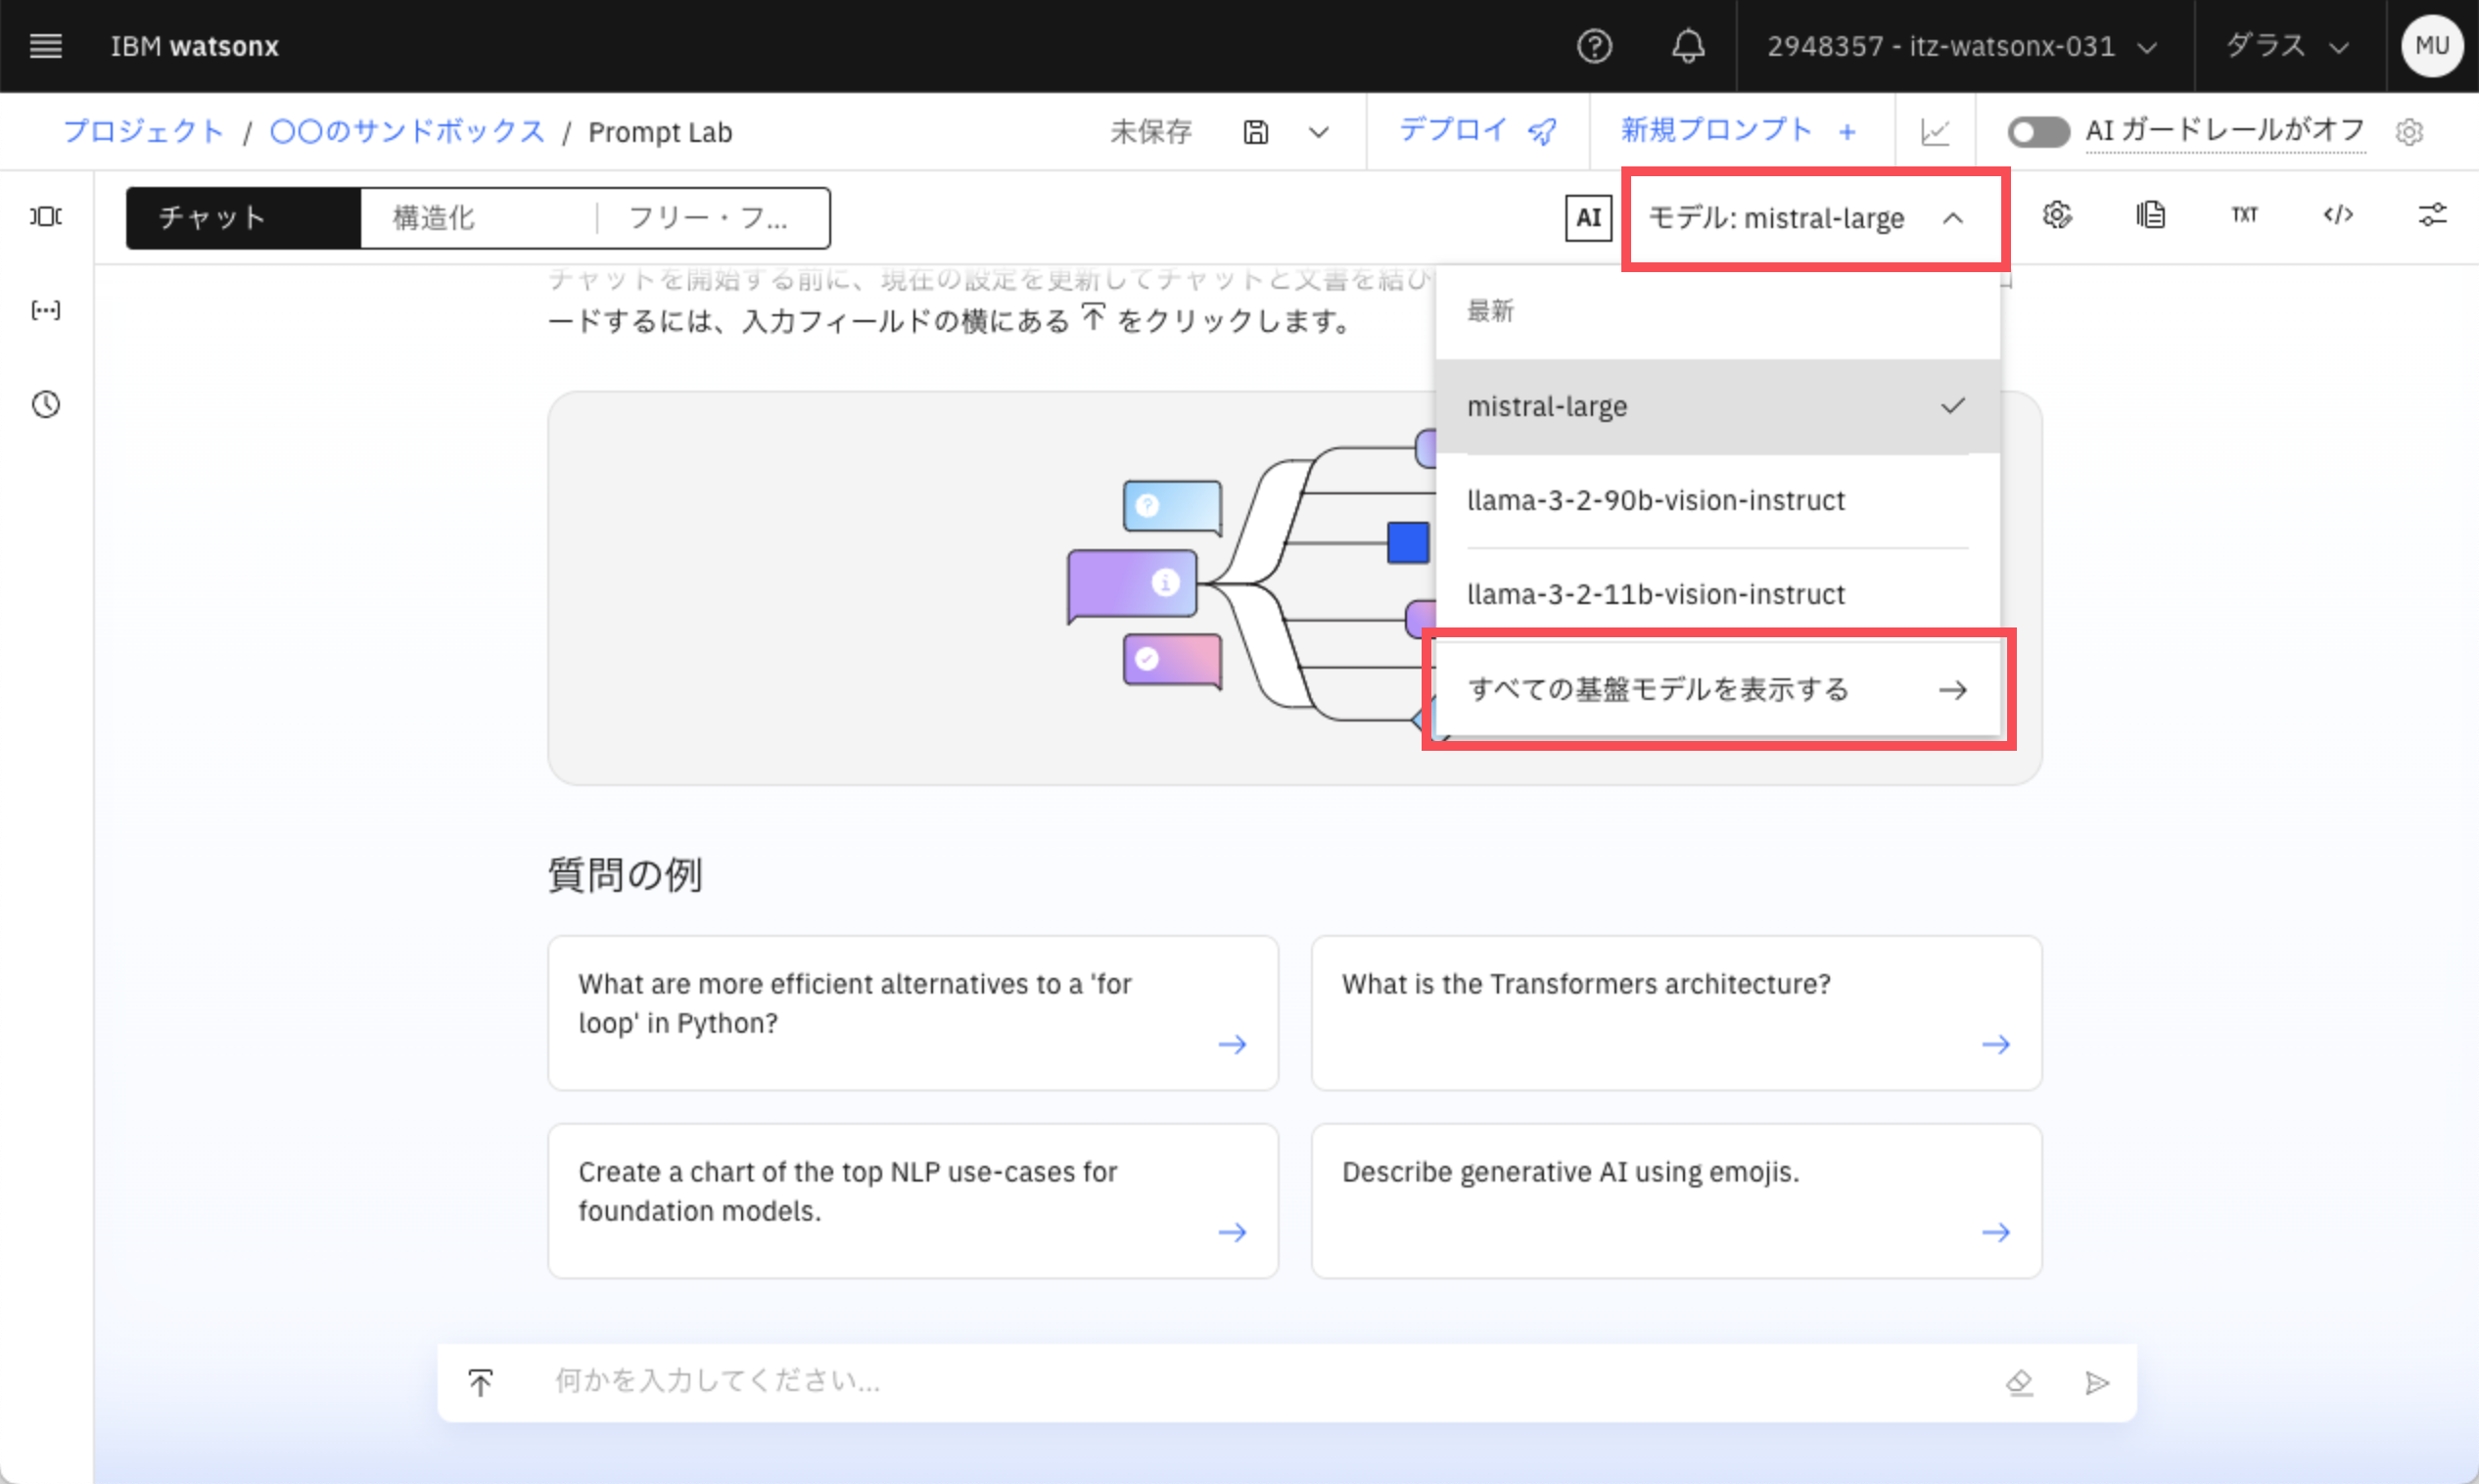 IBM watsonx
2948357 - itz-watsonx-031
ダラス
MU
プロジェクト / 〇〇のサンドボックス / Prompt Lab
未保存
デプロイ
新規プロンプト +
AI ガードレールがオフ
チャット
構造化
フリー・フ...
AI
モデル: mistral-large
TXT
</>
チャットを開始する前に、現在の設定を更新してチャットと文書を結び
ードするには、入力フィールドの横にある をクリックします。
最新
mistral-large
llama-3-2-90b-vision-instruct
llama-3-2-11b-vision-instruct
すべての基盤モデルを表示する
質問の例
What are more efficient alternatives to a 'for
loop' in Python?
What is the Transformers architecture?
Create a chart of the top NLP use-cases for
foundation models.
Describe generative AI using emojis.
何かを入力してください...